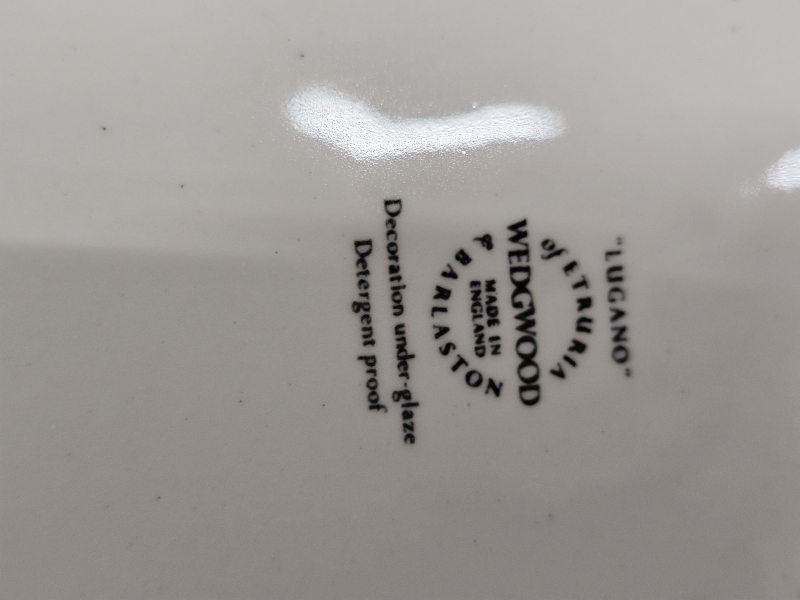 "LUGANO"
of ETRURIA
WEDGWOOD
MADE IN
ENGLAND
& BARLASTON
Decoration under-glaze
Detergent proof